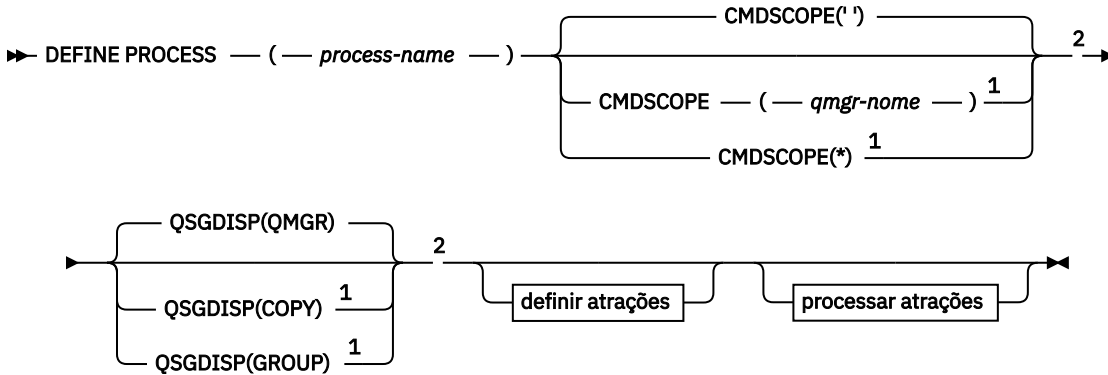 CMDSCOPE(' ')
DEFINE PROCESS ( process-name ) 2
CMDSCOPE ( qmgr-nome ) 1
CMDSCOPE(*) 1
QSGDISP(QMGR) 2
QSGDISP(COPY) 1
QSGDISP(GROUP) 1
definir atrações
processar atrações